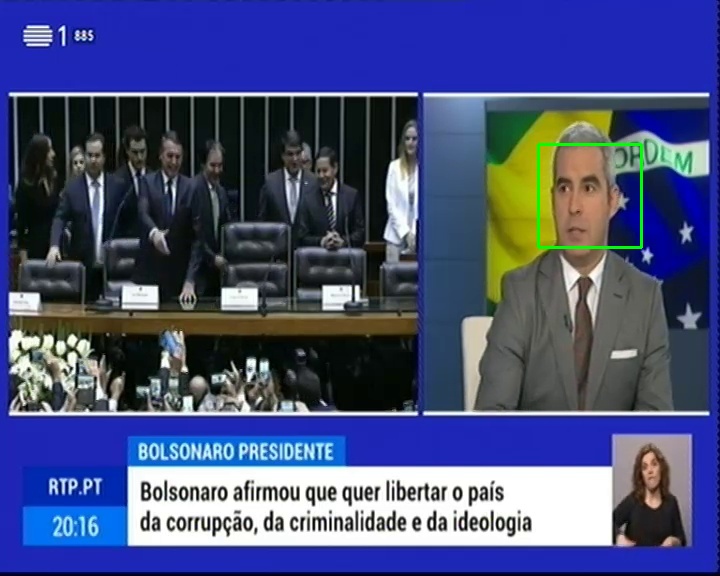 1 885
ORDEM
BOLSONARO PRESIDENTE
RTP.PT
Bolsonaro afirmou que quer libertar o país
20:16
da corrupção, da criminalidade e da ideologia